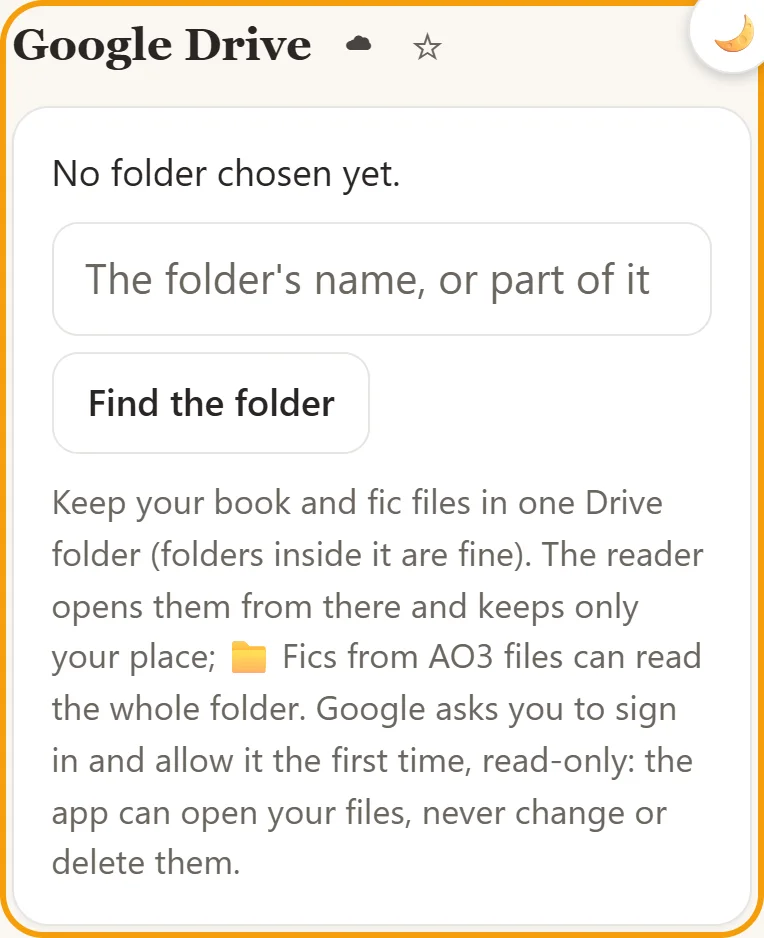 Google Drive
No folder chosen yet.
The folder's name, or part of it
Find the folder
Keep your book and fic files in one Drive
folder (folders inside it are fine). The reader
opens them from there and keeps only
your place; 📁 Fics from AO3 files can read
the whole folder. Google asks you to sign
in and allow it the first time, read-only: the
app can open your files, never change or
delete them.